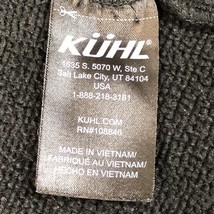 KÜHL
1635 S. 5070 W, Ste C
Salt Lake City, UT 84104
USA
1-888-218-3181
KUHL.COM
RN#108846
MADE IN VIETNAM/
FABRIQUÉ AU VIETNAM/
HECHO EN VIETNAM